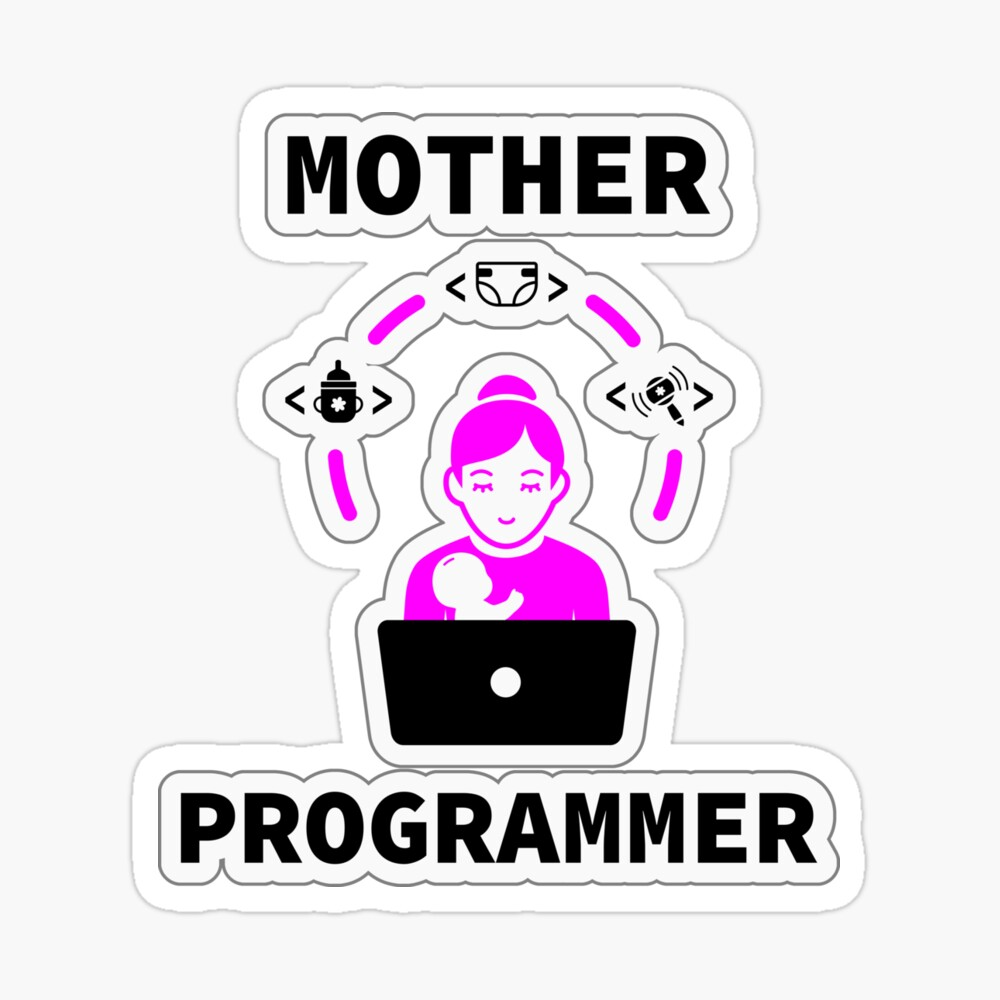 MOTHER
< >
< > < >
PROGRAMMER